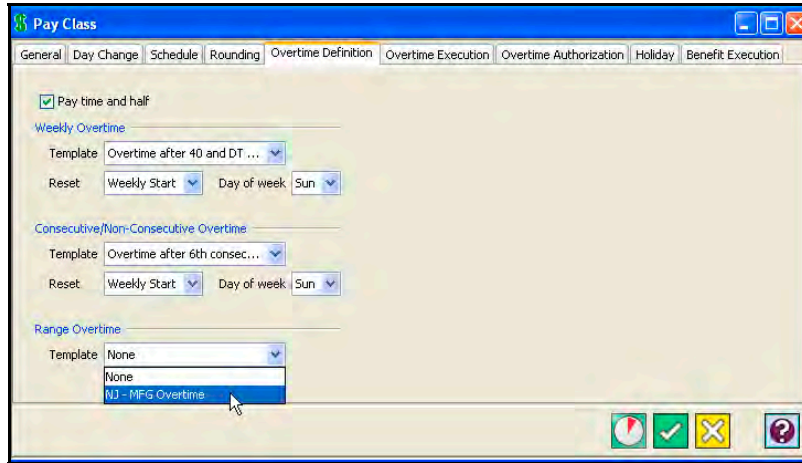 Pay Class
General Day Change Schedule Rounding Overtime Definition Overtime Execution Overtime Authorization Holiday Benefit Execution
Pay time and half
Weekly Overtime
Template Overtime after 40 and DT ...
Reset Weekly Start Day of week Sun
Consecutive/Non-Consecutive Overtime
Template Overtime after 6th consec...
Reset Weekly Start Day of week Sun
Range Overtime
Template None
None
NJ - MFG Overtime
?